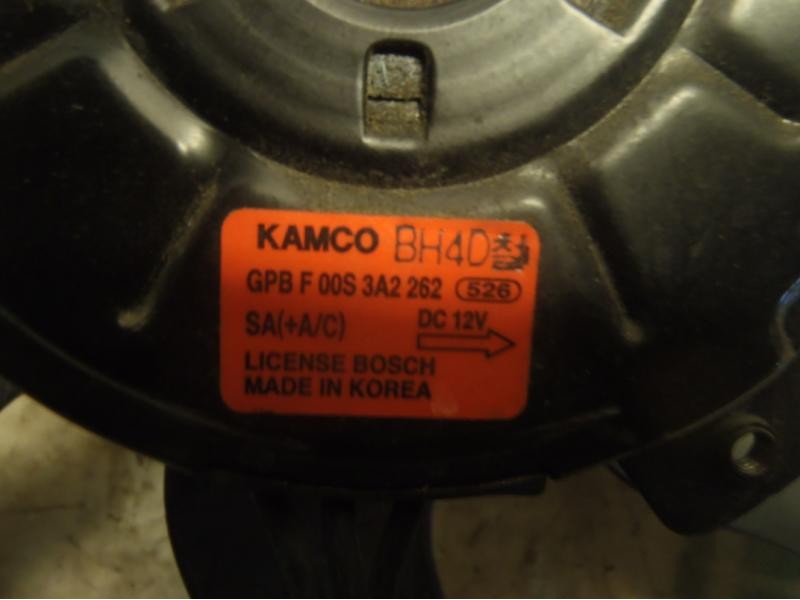 KAMCO BH4D
GPB F 00S 3A2 262 526
SA(+A/C) DC 12V
LICENSE BOSCH
MADE IN KOREA